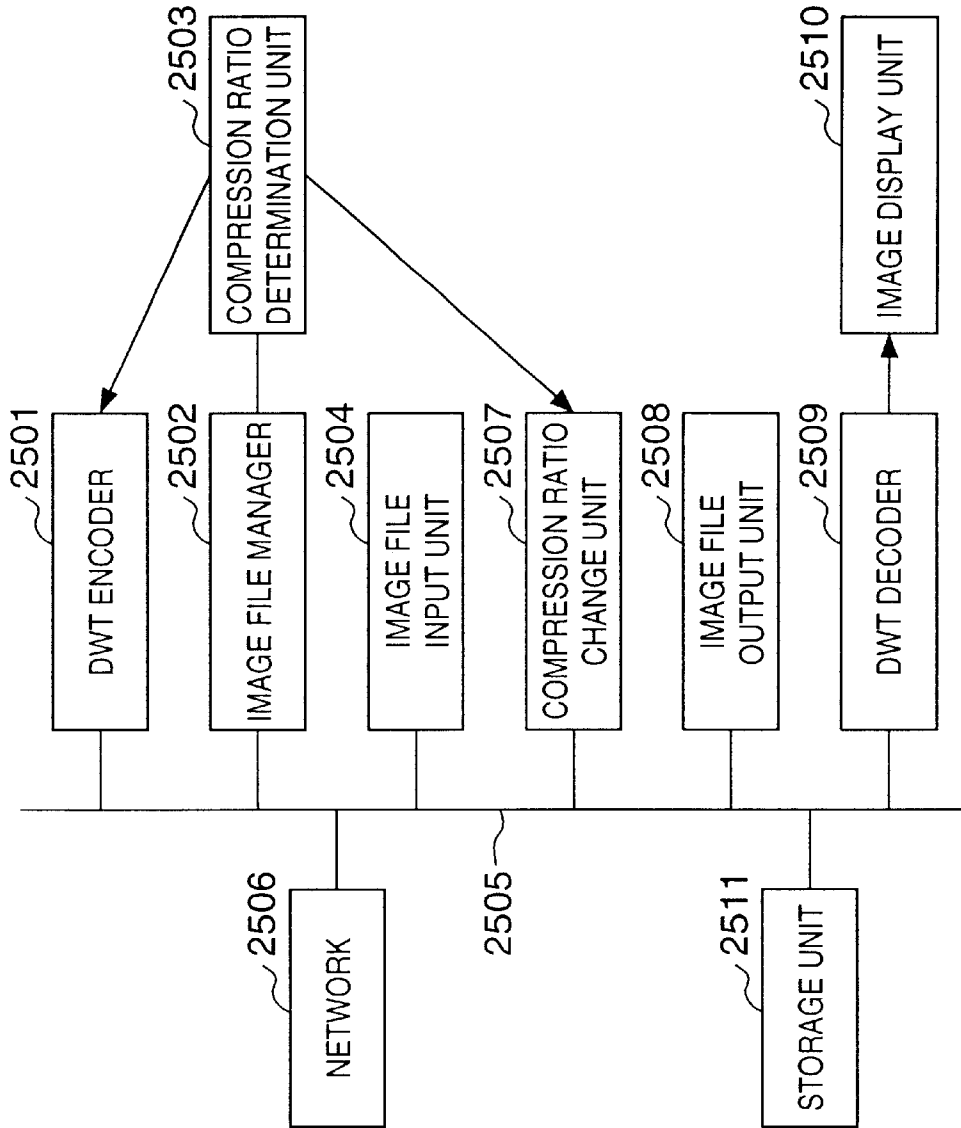 2501
DWT ENCODER
2502
IMAGE FILE MANAGER
2503
COMPRESSION RATIO
DETERMINATION UNIT
2504
IMAGE FILE
INPUT UNIT
2507
COMPRESSION RATIO
CHANGE UNIT
2508
IMAGE FILE
OUTPUT UNIT
2509
DWT DECODER
2510
IMAGE DISPLAY UNIT
2505
2506
NETWORK
2511
STORAGE UNIT